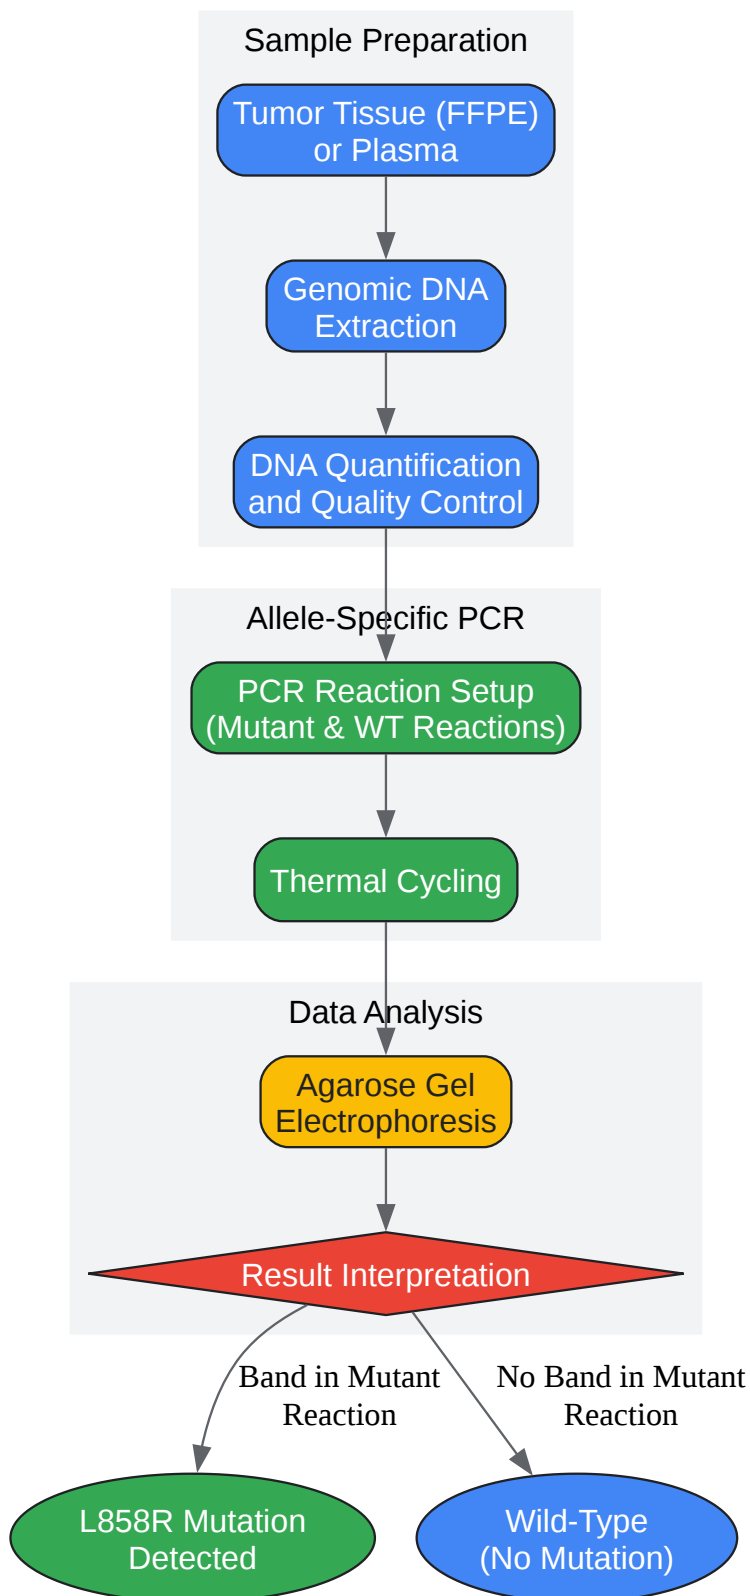 Sample Preparation
Tumor Tissue (FFPE)
or Plasma
Genomic DNA
Extraction
DNA Quantification
and Quality Control
Allele-Specific PCR
PCR Reaction Setup
(Mutant & WT Reactions)
Thermal Cycling
Data Analysis
Agarose Gel
Electrophoresis
Result Interpretation
Band in Mutant
Reaction
No Band in Mutant
Reaction
L858R Mutation
Detected
Wild-Type
(No Mutation)